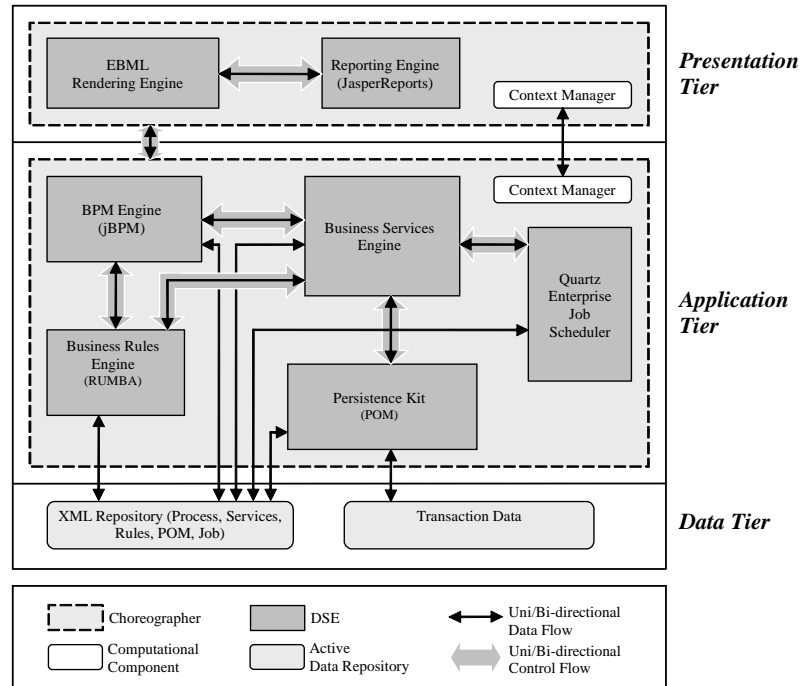 EBML
Rendering Engine
Reporting Engine
(JasperReports)
Context Manager
Presentation
Tier
Context Manager
BPM Engine
(jBPM)
Business Services
Engine
Quartz
Enterprise
Job
Scheduler
Application
Tier
Business Rules
Engine
(RUMBA)
Persistence Kit
(POM)
XML Repository (Process, Services,
Rules, POM, Job)
Transaction Data
Data Tier
Choreographer
DSE
Uni/Bi-directional
Data Flow
Computational
Component
Active
Data Repository
Uni/Bi-directional
Control Flow